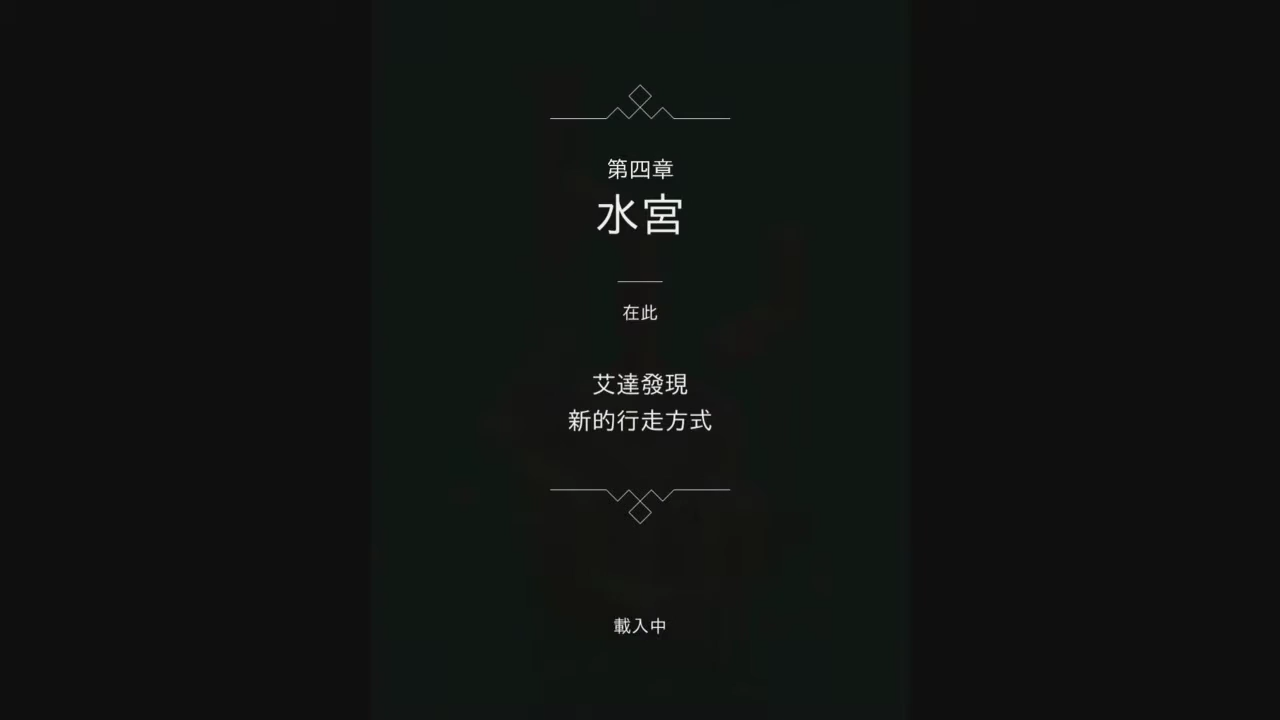 第四章
水宮
在此
艾達發現
新的行走方式
載入中